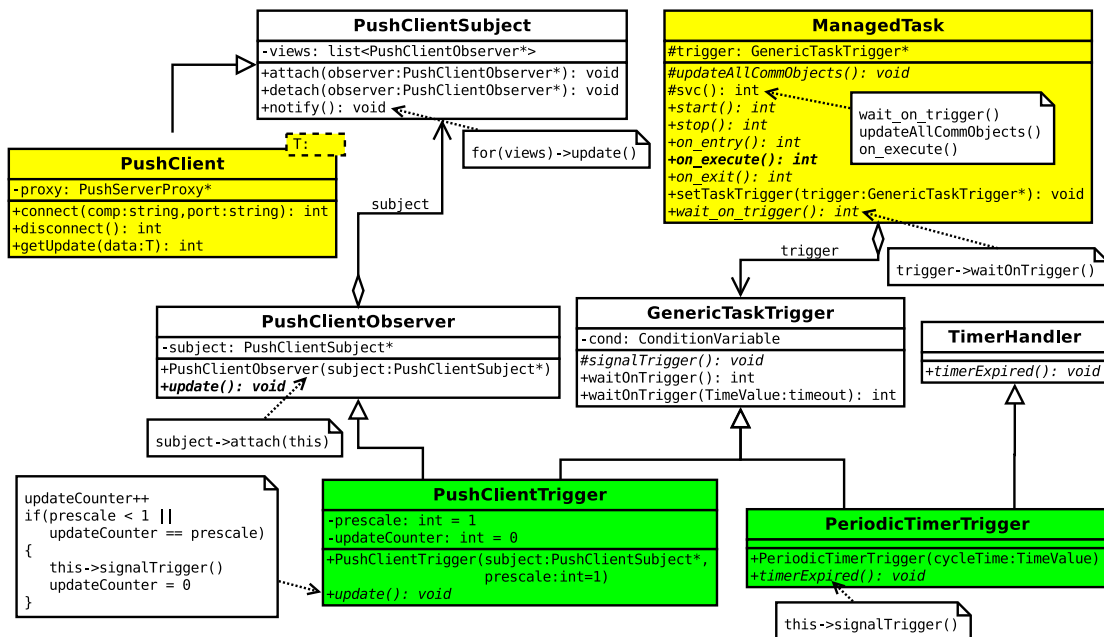 PushClientSubject
-views: list<PushClientObserver*>
+attach(observer:PushClientObserver*): void
+detach(observer:PushClientObserver*): void
+notify(): void
for(views)->update()
ManagedTask
#trigger: GenericTaskTrigger*
#updateAllCommObjects(): void
#svc(): int
+start(): int
+stop(): int
+on_entry(): int
+on_execute(): int
+on_exit(): int
+setTaskTrigger(trigger:GenericTaskTrigger*): void
+wait_on_trigger(): int
wait_on_trigger()
updateAllCommObjects()
on_execute()
trigger->waitOnTrigger()
T:
PushClient
-proxy: PushServerProxy*
+connect(comp:string,port:string): int
+disconnect(): int
+getUpdate(data:T): int
subject
trigger
PushClientObserver
-subject: PushClientSubject*
+PushClientObserver(subject:PushClientSubject*)
+update(): void
subject->attach(this)
GenericTaskTrigger
-cond: ConditionVariable
#signalTrigger(): void
+waitOnTrigger(): int
+waitOnTrigger(TimeValue:timeout): int
TimerHandler
+timerExpired(): void
updateCounter++
if(prescale < 1 ||
updateCounter == prescale)
{
this->signalTrigger()
updateCounter = 0
}
PushClientTrigger
-prescale: int = 1
-updateCounter: int = 0
+PushClientTrigger(subject:PushClientSubject*,
prescale:int=1)
+update(): void
PeriodicTimerTrigger
+PeriodicTimerTrigger(cycleTime:TimeValue)
+timerExpired(): void
this->signalTrigger()